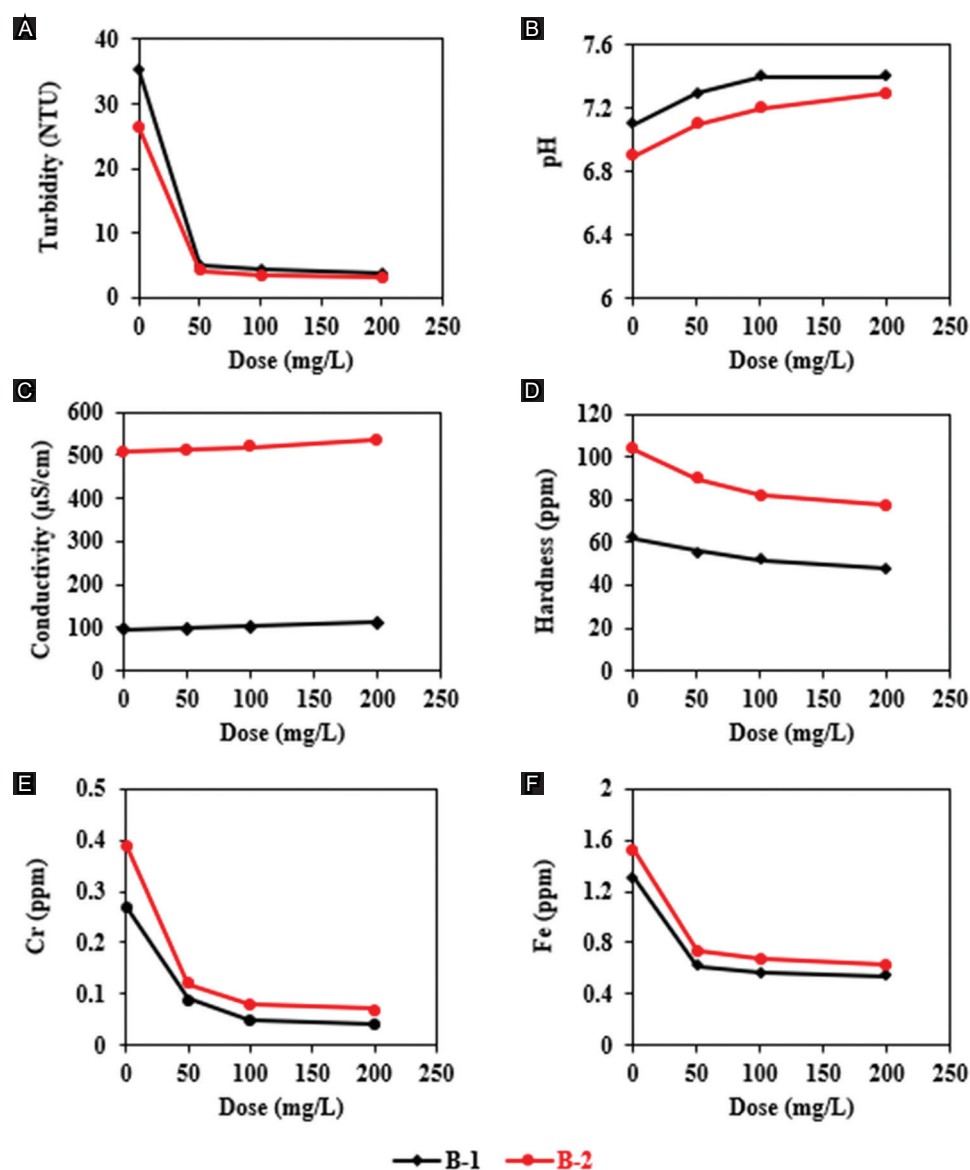 A
40
30
20
10
0
Turbidity (NTU)
0 50 100 150 200 250
Dose (mg/L)
B
7.6
7.2
6.8
6.4
6
pH
0 50 100 150 200 250
Dose (mg/L)
C
600
500
400
300
200
100
0
Conductivity (µS/cm)
0 50 100 150 200 250
Dose (mg/L)
D
120
100
80
60
40
20
0
Hardness (ppm)
0 50 100 150 200 250
Dose (mg/L)
E
0.5
0.4
0.3
0.2
0.1
0
Cr (ppm)
0 50 100 150 200 250
Dose (mg/L)
F
2
1.6
1.2
0.8
0.4
0
Fe (ppm)
0 50 100 150 200 250
Dose (mg/L)
B-1 B-2